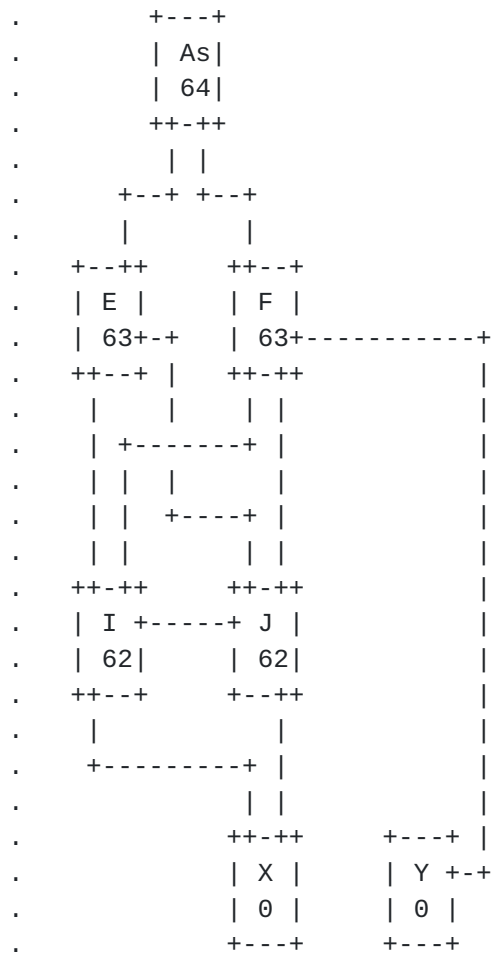 .        +---+
.        | As|
.        | 64|
.        ++-++
.         | |
.      +--+ +--+
.      |       |
.   +--++     ++--+
.   | E |     | F |
.   | 63+-+   | 63+-----------+
.   ++--+ |   ++-++           |
.    |    |    | |            |
.    | +-------+ |            |
.    | |  |      |            |
.    | |  +----+ |            |
.    | |       | |            |
.   ++-++     ++-++           |
.   | I +-----+ J |           |
.   | 62|     | 62|           |
.   ++--+     +--++           |
.    |           |            |
.    +---------+ |            |
.              | |            |
.             ++-++     +---+ |
.             | X |     | Y +-+
.             | 0 |     | 0 |
.             +---+     +---+